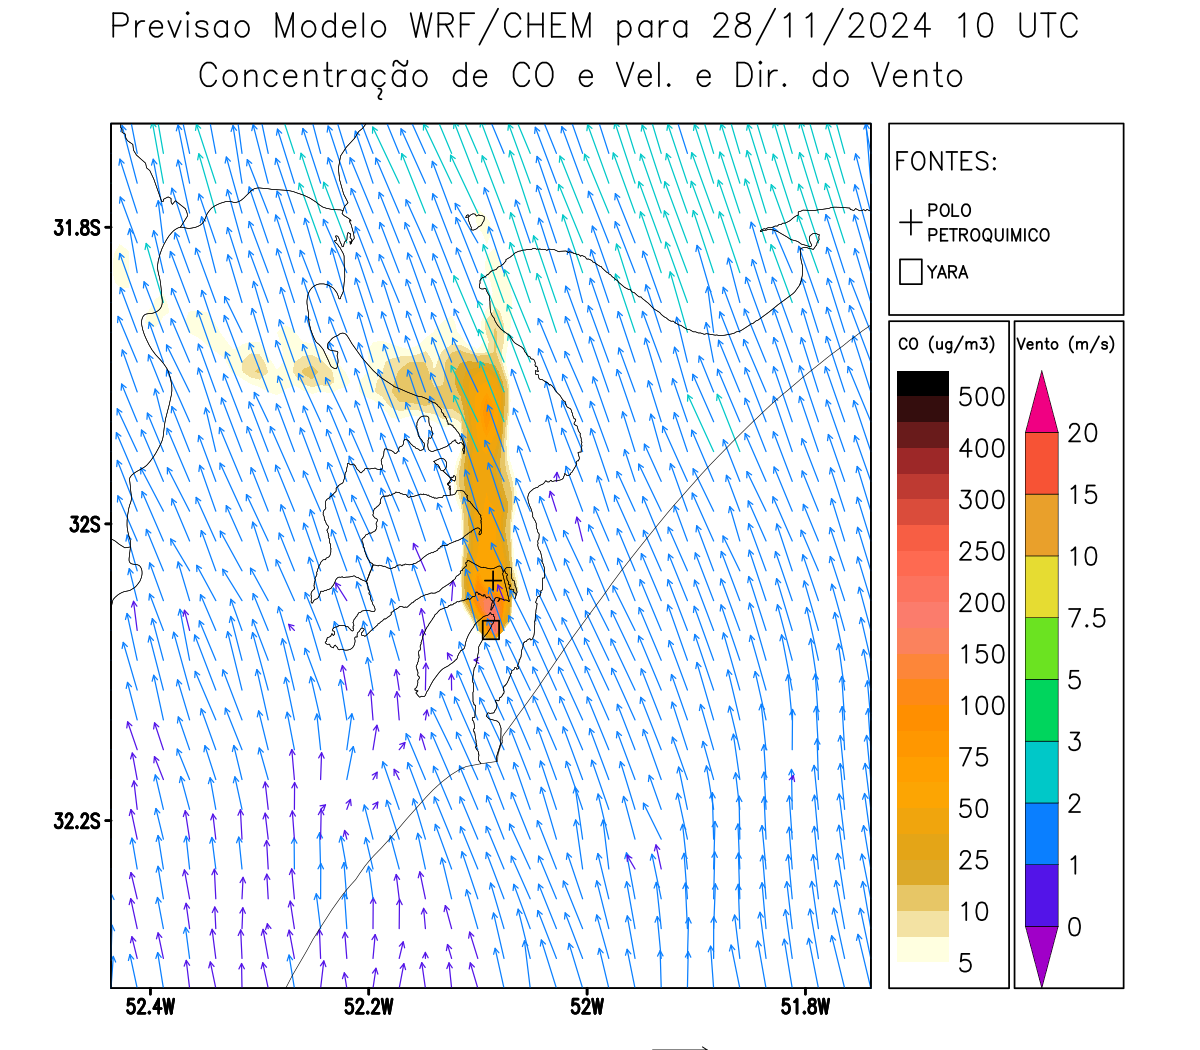 Previsao Modelo WRF/CHEM para 28/11/2024 10 UTC
Concentração de CO e Vel. e Dir. do Vento
FONTES:
POLO
PETROQUIMICO
YARA
CO (ug/m3)
500
400
300
250
200
150
100
75
50
25
10
5
Vento (m/s)
20
15
10
7.5
5
3
2
1
0
31.8S
32S
32.2S
52.4W
52.2W
52W
51.8W